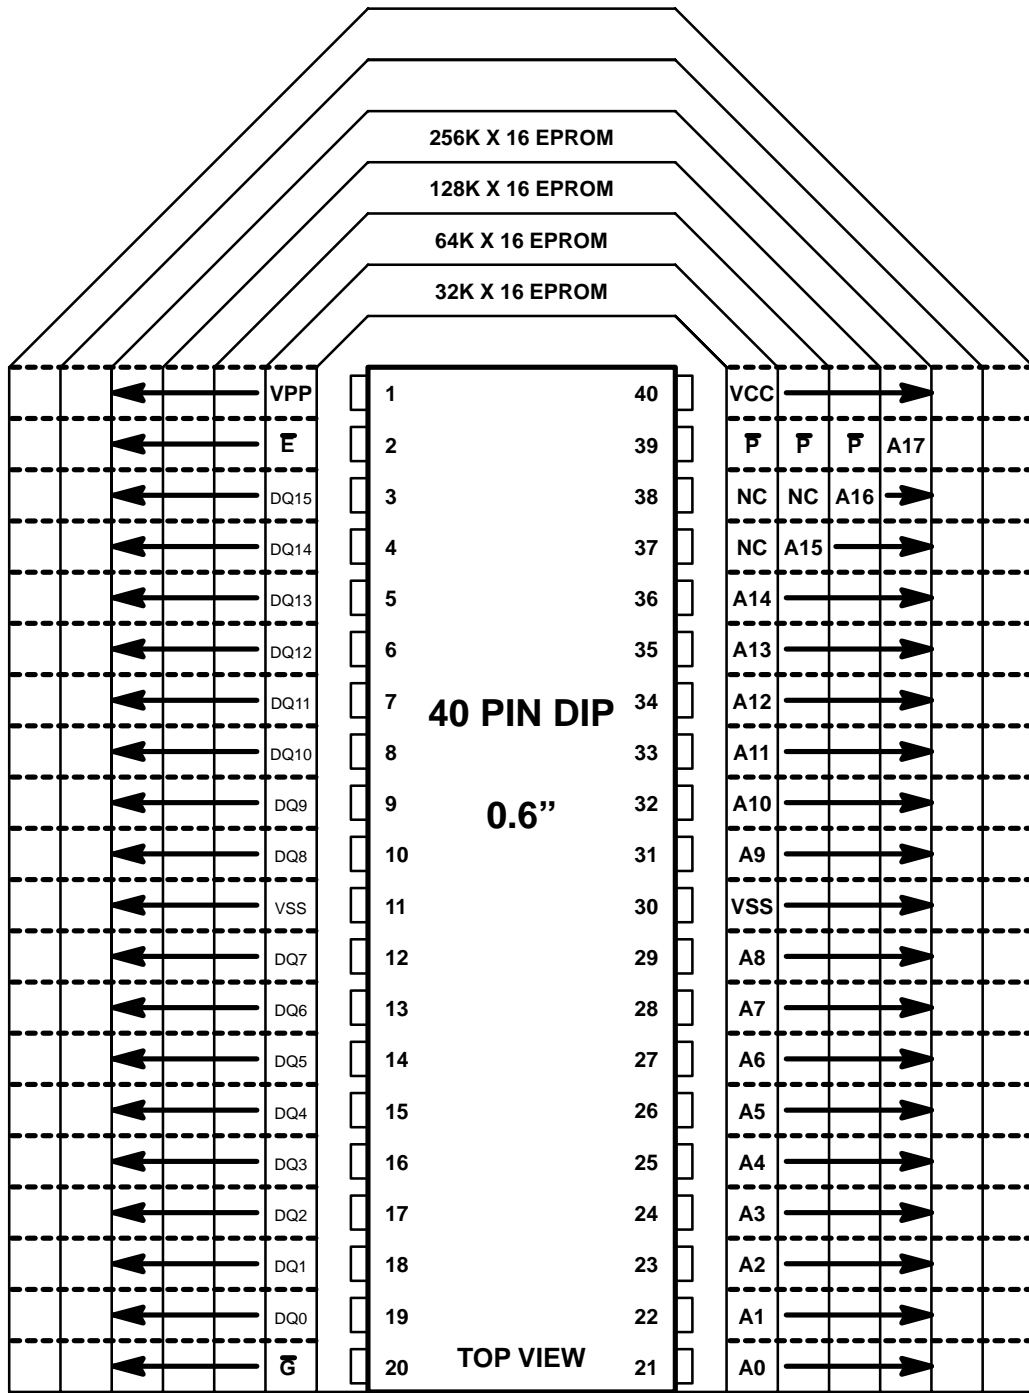 256K X 16 EPROM
128K X 16 EPROM
64K X 16 EPROM
32K X 16 EPROM
VPP 1 40 VCC
E̅ 2 39 P̅ P̅ P̅ A17
DQ15 3 38 NC NC A16
DQ14 4 37 NC A15
DQ13 5 36 A14
DQ12 6 35 A13
DQ11 7 40 PIN DIP 34 A12
DQ10 8 33 A11
DQ9 9 0.6” 32 A10
DQ8 10 31 A9
VSS 11 30 VSS
DQ7 12 29 A8
DQ6 13 28 A7
DQ5 14 27 A6
DQ4 15 26 A5
DQ3 16 25 A4
DQ2 17 24 A3
DQ1 18 23 A2
DQ0 19 22 A1
G̅ 20 TOP VIEW 21 A0